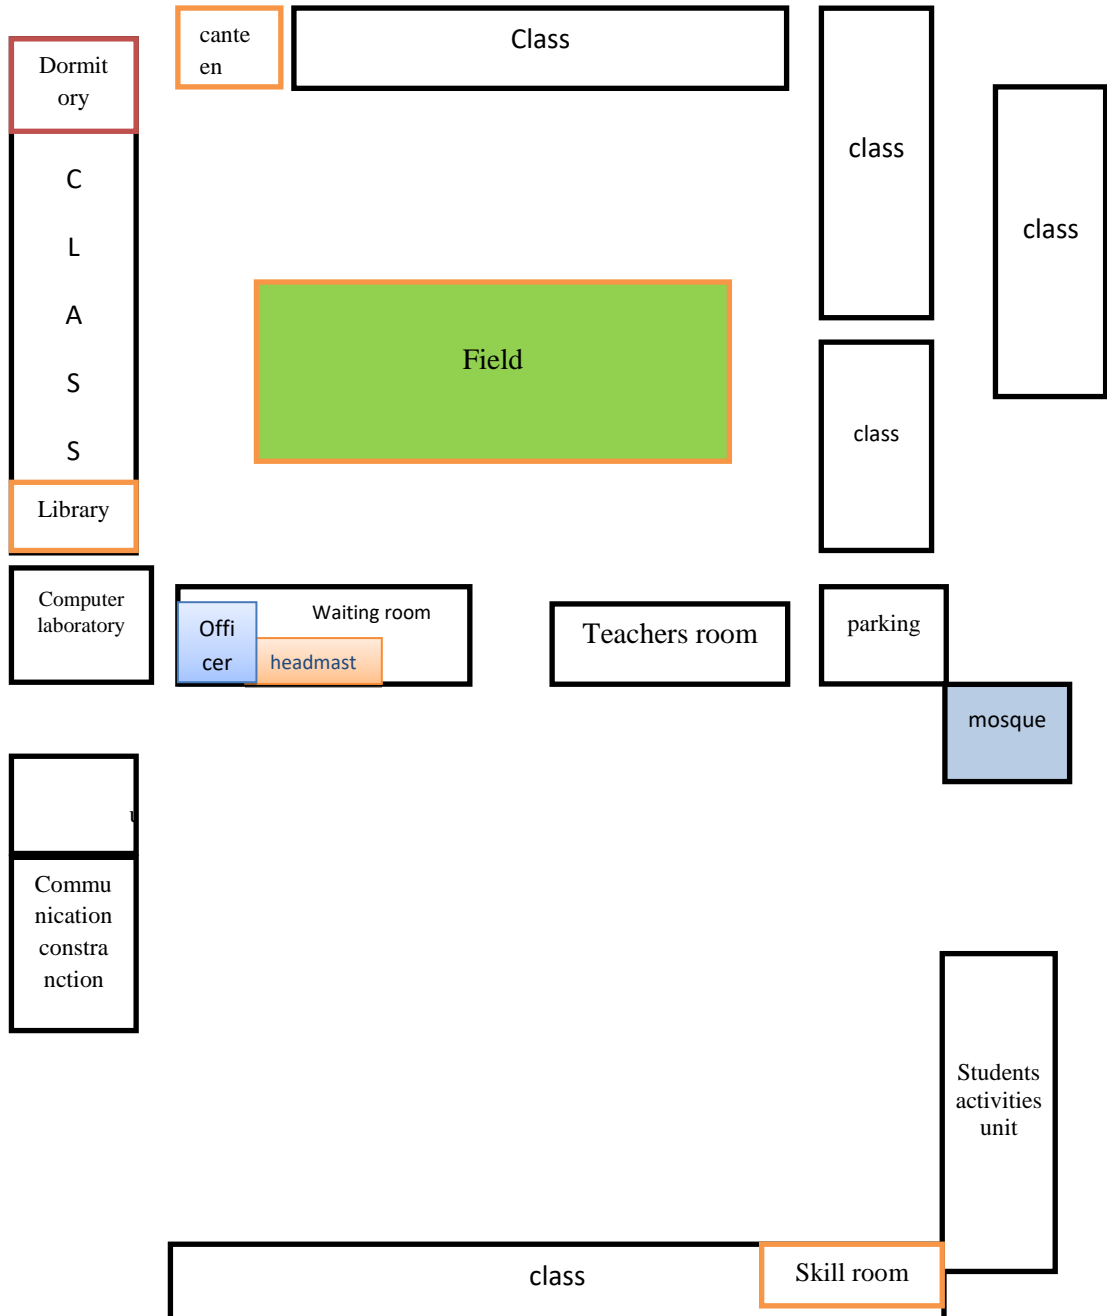 cante
en
Class
Dormit
ory
class
class
C
L
A
S
S
Field
class
Library
Computer
laboratory
Waiting room
Offi
cer
headmast
Teachers room
parking
mosque
Commu
nication
constra
nction
Students
activities
unit
class
Skill room